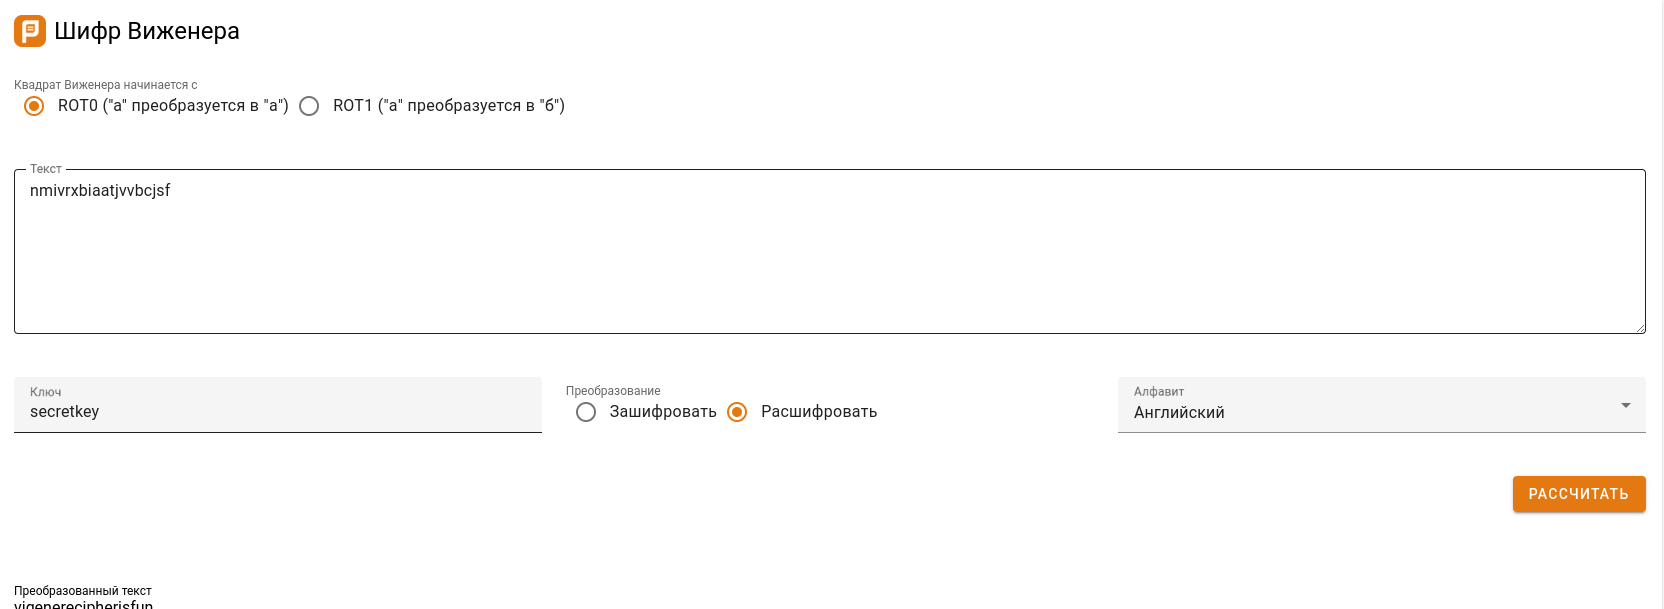 Шифр Виженера
Квадрат Виженера начинается с
ROT0 ("а" преобразуется в "а") ROT1 ("а" преобразуется в "б")
Текст
nmivrxbiaatjvvbcjsf
Ключ
secretkey
Преобразование
Зашифровать Расшифровать
Алфавит
Английский
РАССЧИТАТЬ
Преобразованный текст
vigenerecipherisfun